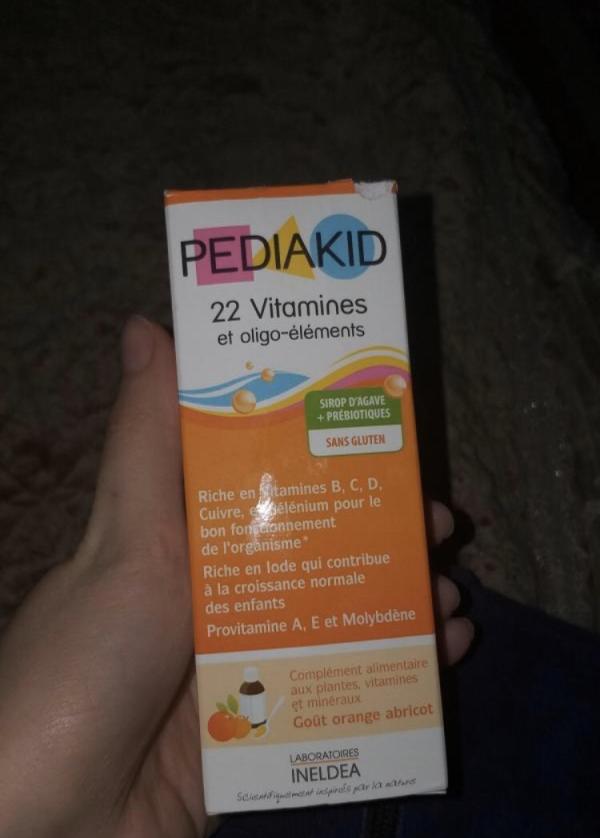 PEDIAKID
22 Vitamines
et oligo-éléments
SIROP D'AGAVE
+ PRÉBIOTIQUES
SANS GLUTEN
Riche en Vitamines B, C, D,
Cuivre, et Sélénium pour le
bon fonctionnement
de l'organisme*
Riche en Iode qui contribue
à la croissance normale
des enfants
Provitamine A, E et Molybdène
Complément alimentaire
aux plantes, vitamines
et minéraux
Goût orange abricot
LABORATOIRES
INELDEA
Scientifiquement inspirés par la nature